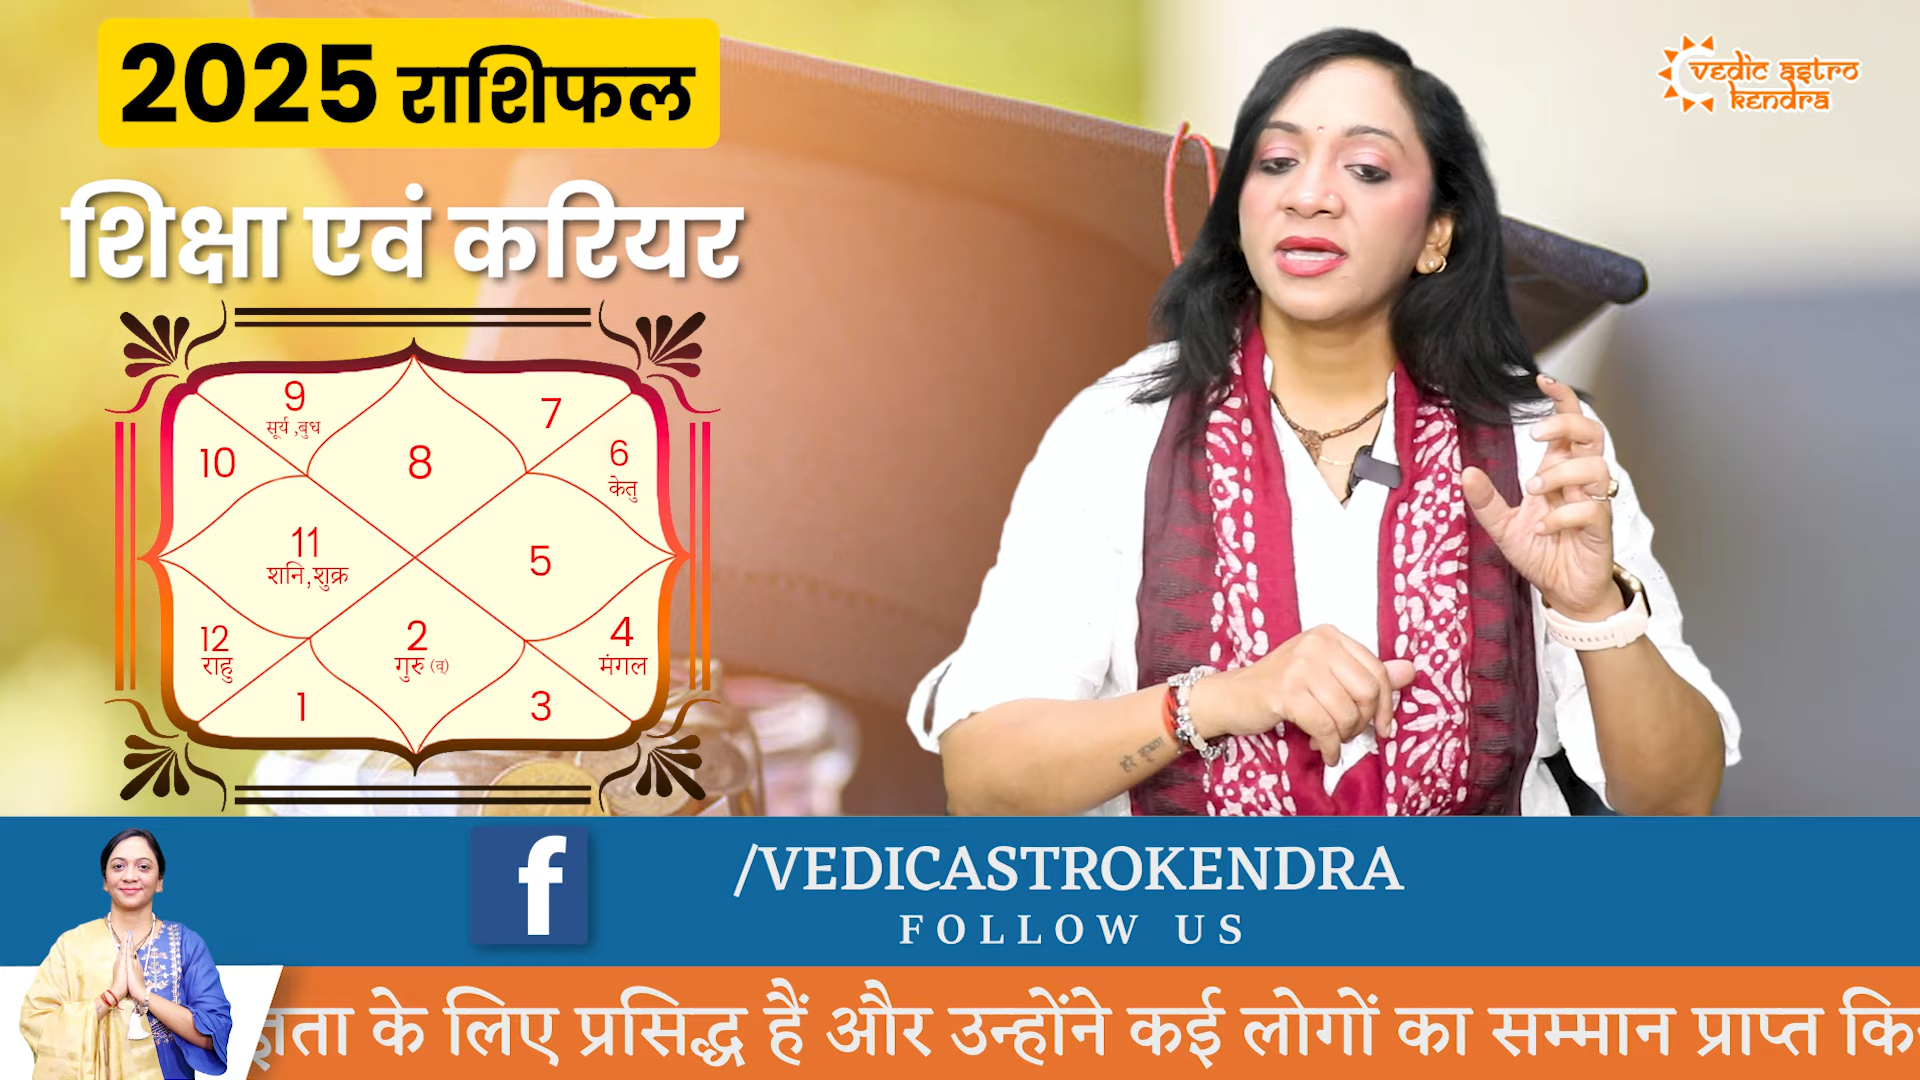 2025 राशिफल
vedic astro
kendra
शिक्षा एवं करियर
9
सूर्य ,बुध
7
10
8
6
केतु
11
शनि,शुक्र
5
12
राहु
2
गुरु (व)
4
मंगल
1
3
/VEDICASTROKENDRA
FOLLOW US
के लिए प्रसिद्ध हैं और उन्होंने कई लोगों का सम्मान प्राप्त